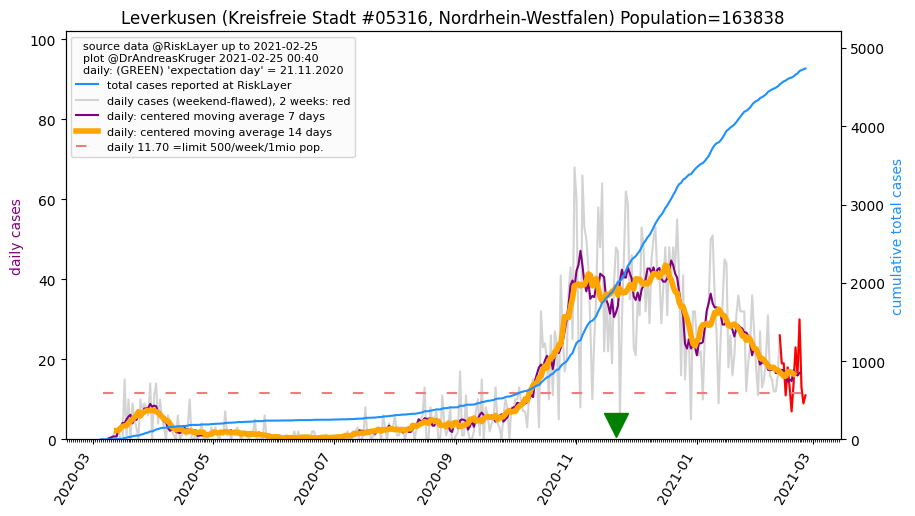 Leverkusen (Kreisfreie Stadt #05316, Nordrhein-Westfalen) Population=163838
source data @RiskLayer up to 2021-02-25
plot @DrAndreasKruger 2021-02-25 00:40
daily: (GREEN) 'expectation day' = 21.11.2020
total cases reported at RiskLayer
daily cases (weekend-flawed), 2 weeks: red
daily: centered moving average 7 days
daily: centered moving average 14 days
daily 11.70 =limit 500/week/1mio pop.
daily cases
100
80
60
40
20
0
cumulative total cases
5000
4000
3000
2000
1000
0
2020-03
2020-05
2020-07
2020-09
2020-11
2021-01
2021-03